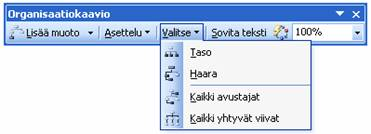 Organisaatiokaavio
Lisää muoto Asettelu Valitse Sovita teksti 100%
Taso
Haara
Kaikki avustajat
Kaikki yhtyvät viivat